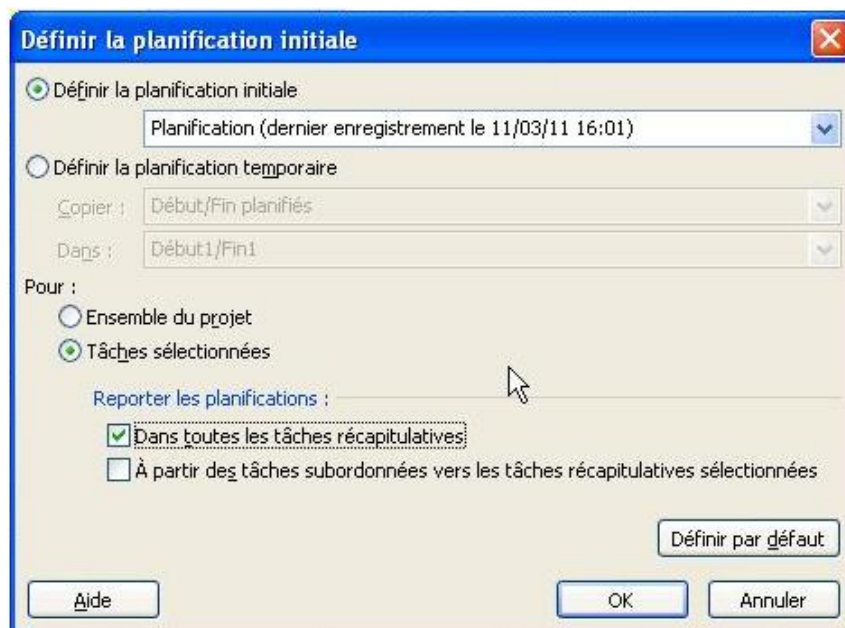 Définir la planification initiale
Définir la planification initiale
Planification (dernier enregistrement le 11/03/11 16:01)
Définir la planification temporaire
Copier : Début/Fin planifiés
Dans : Début1/Fin1
Pour :
Ensemble du projet
Tâches sélectionnées
Reporter les planifications :
Dans toutes les tâches récapitulatives
À partir des tâches subordonnées vers les tâches récapitulatives sélectionnées
Définir par défaut
Aide OK Annuler